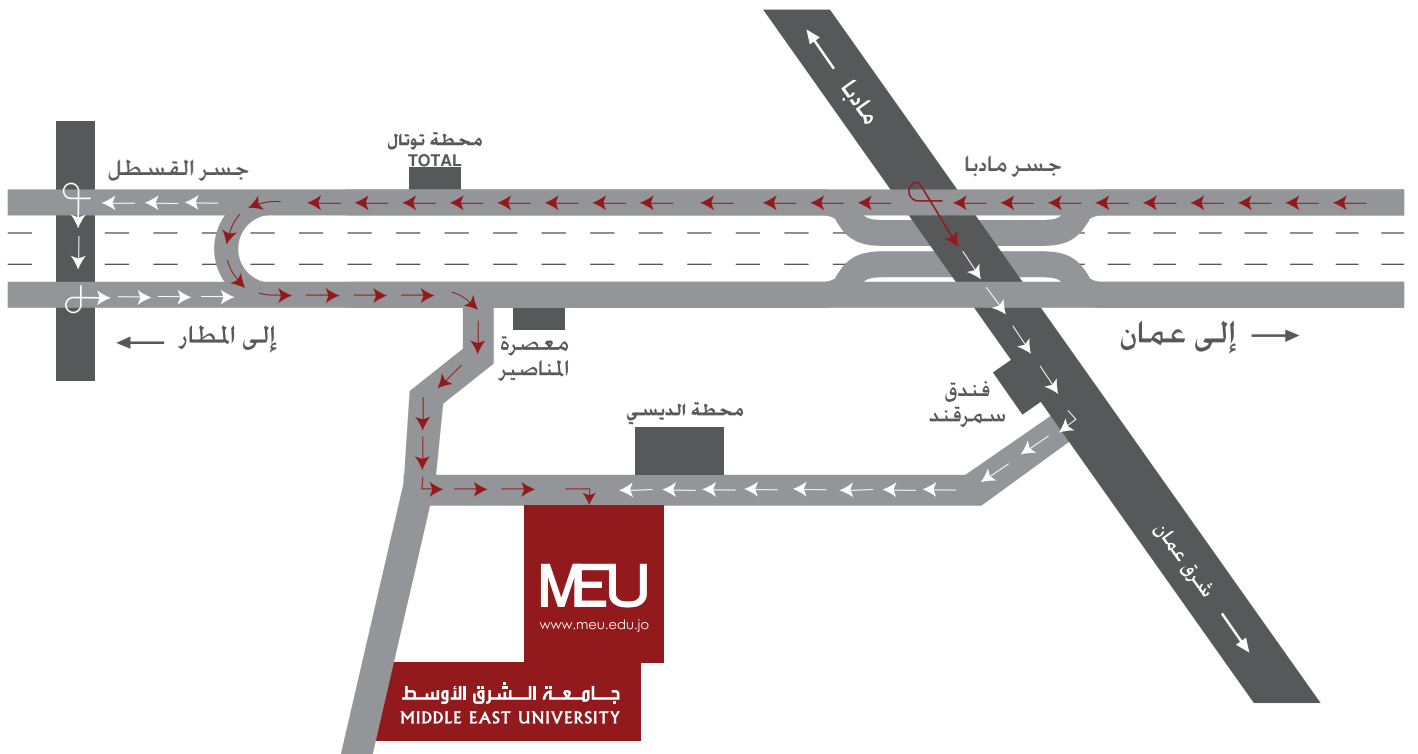 مادبا
محطة توتال
TOTAL
جسر القسطل
جسر مادبا
إلى المطار
معصرة
المناصير
إلى عمان
فندق
سمرقند
محطة الديسي
شرق عمان
MEU
www.meu.edu.jo
جامعة الشرق الأوسط
MIDDLE EAST UNIVERSITY